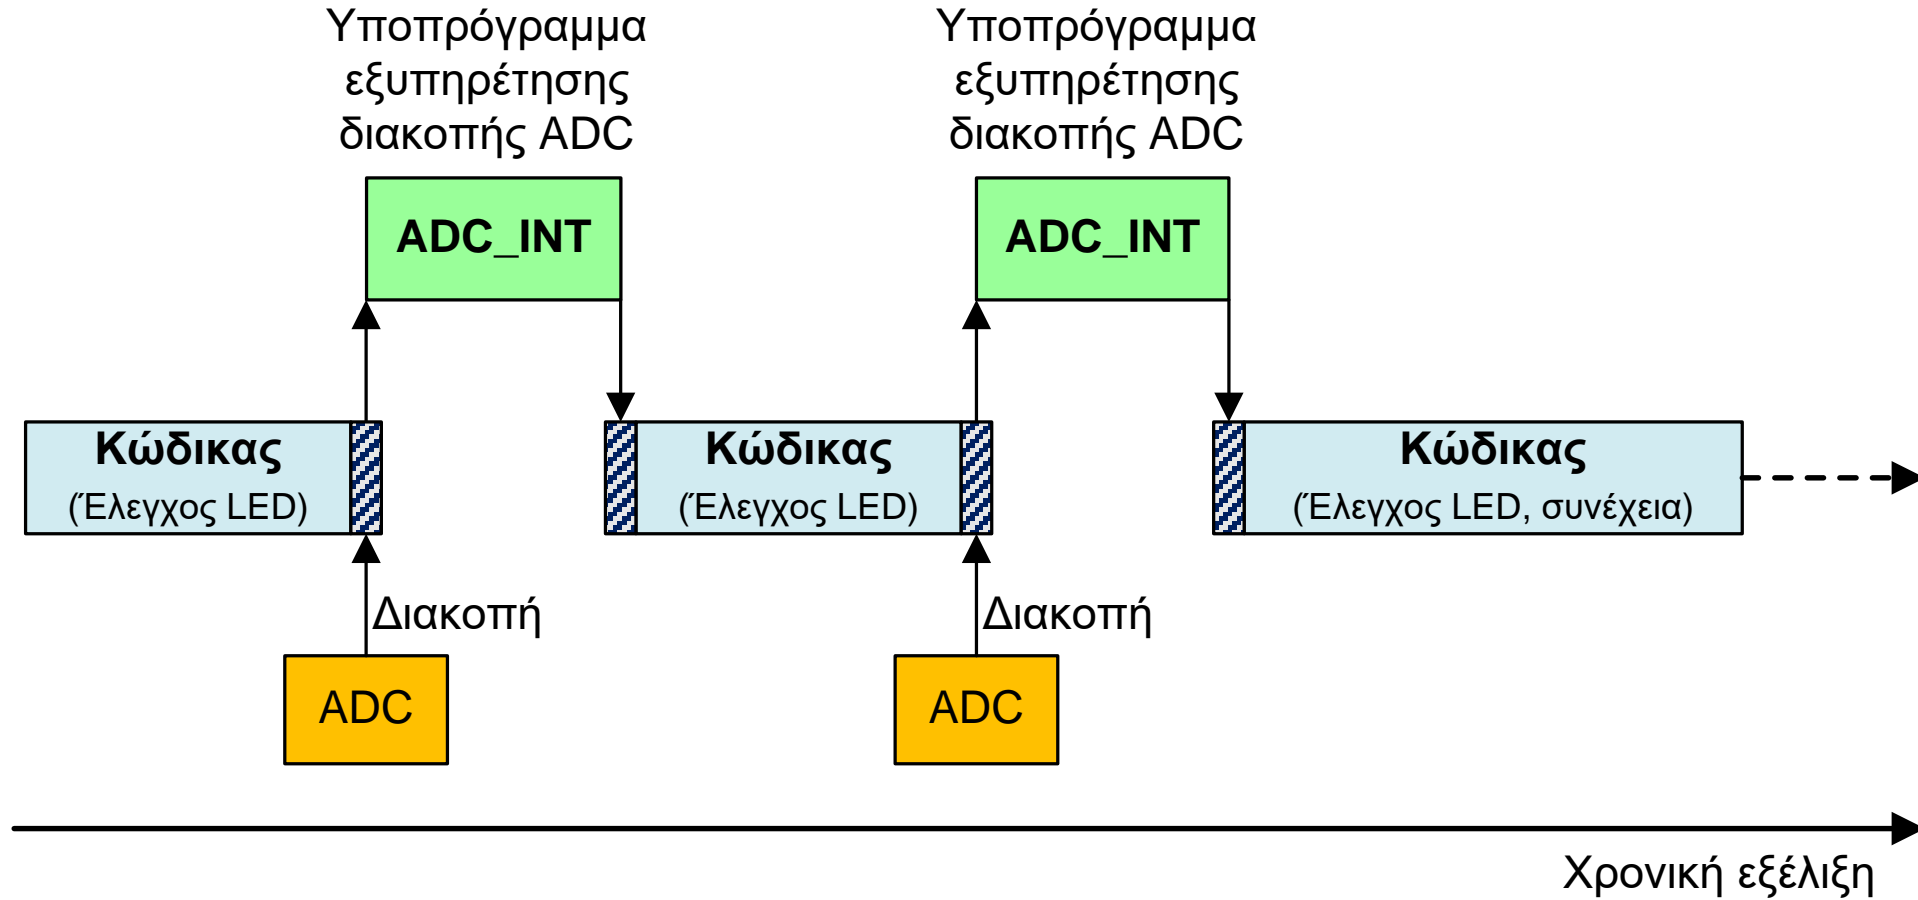 Υποπρόγραμμα
εξυπηρέτησης
διακοπής ADC
Υποπρόγραμμα
εξυπηρέτησης
διακοπής ADC
ADC_INT
ADC_INT
Κώδικας
(Έλεγχος LED)
Κώδικας
(Έλεγχος LED)
Κώδικας
(Έλεγχος LED, συνέχεια)
Διακοπή
Διακοπή
ADC
ADC
Χρονική εξέλιξη